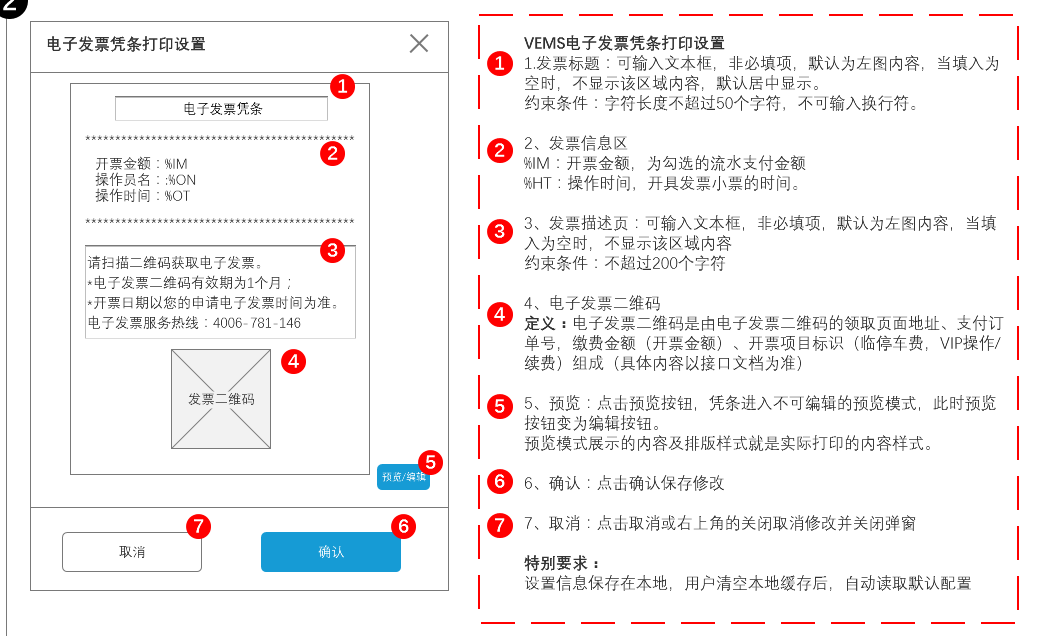 2
电子发票凭条打印设置
1
电子发票凭条
*******************************************
2
开票金额：%IM
操作员名：:%ON
操作时间：%OT
*******************************************
3
请扫描二维码获取电子发票。
*电子发票二维码有效期为1个月；
*开票日期以您的申请电子发票时间为准。
电子发票服务热线：4006-781-146
4
发票二维码
5
预览/编辑
7
6
取消
确认
VEMS电子发票凭条打印设置
1
1.发票标题：可输入文本框，非必填项，默认为左图内容，当填入为
空时，不显示该区域内容，默认居中显示。
约束条件：字符长度不超过50个字符，不可输入换行符。
2
2、发票信息区
%IM：开票金额，为勾选的流水支付金额
%HT：操作时间，开具发票小票的时间。
3
3、发票描述页：可输入文本框，非必填项，默认为左图内容，当填
入为空时，不显示该区域内容
约束条件：不超过200个字符
4
4、电子发票二维码
定义：电子发票二维码是由电子发票二维码的领取页面地址、支付订
单号，缴费金额（开票金额）、开票项目标识（临停车费，VIP操作/
续费）组成（具体内容以接口文档为准）
5
5、预览：点击预览按钮，凭条进入不可编辑的预览模式，此时预览
按钮变为编辑按钮。
预览模式展示的内容及排版样式就是实际打印的内容样式。
6
6、确认：点击确认保存修改
7
7、取消：点击取消或右上角的关闭取消修改并关闭弹窗
特别要求：
设置信息保存在本地，用户清空本地缓存后，自动读取默认配置